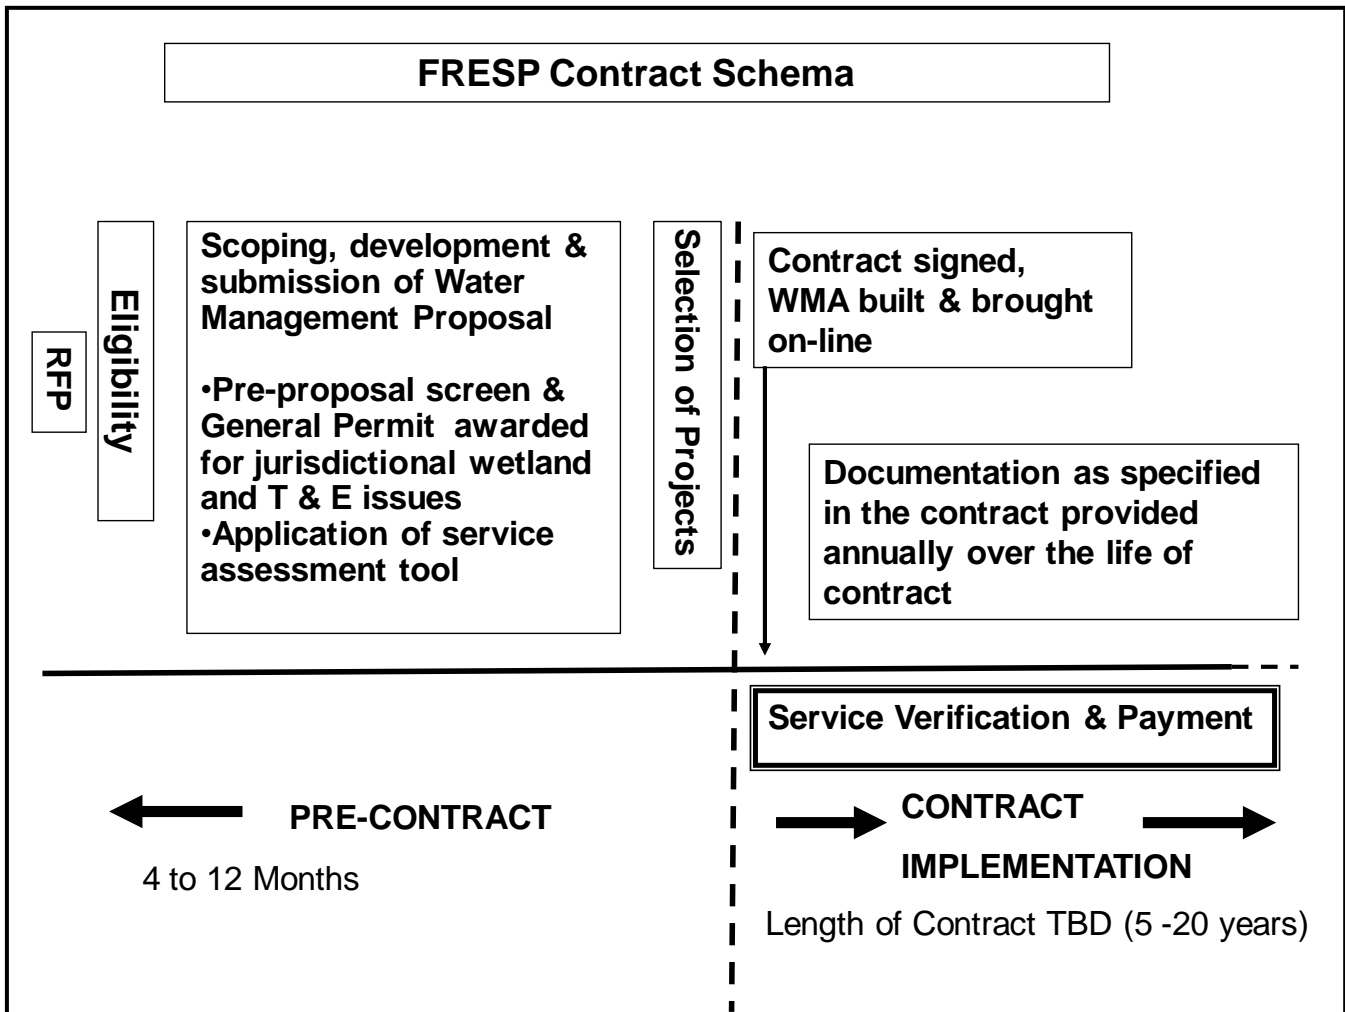 FRESP Contract Schema
RFP
Eligibility
Scoping, development &
submission of Water
Management Proposal
•Pre-proposal screen &
General Permit awarded
for jurisdictional wetland
and T & E issues
•Application of service
assessment tool
Selection of Projects
Contract signed,
WMA built & brought
on-line
Documentation as specified
in the contract provided
annually over the life of
contract
Service Verification & Payment
PRE-CONTRACT
4 to 12 Months
CONTRACT
IMPLEMENTATION
Length of Contract TBD (5 -20 years)